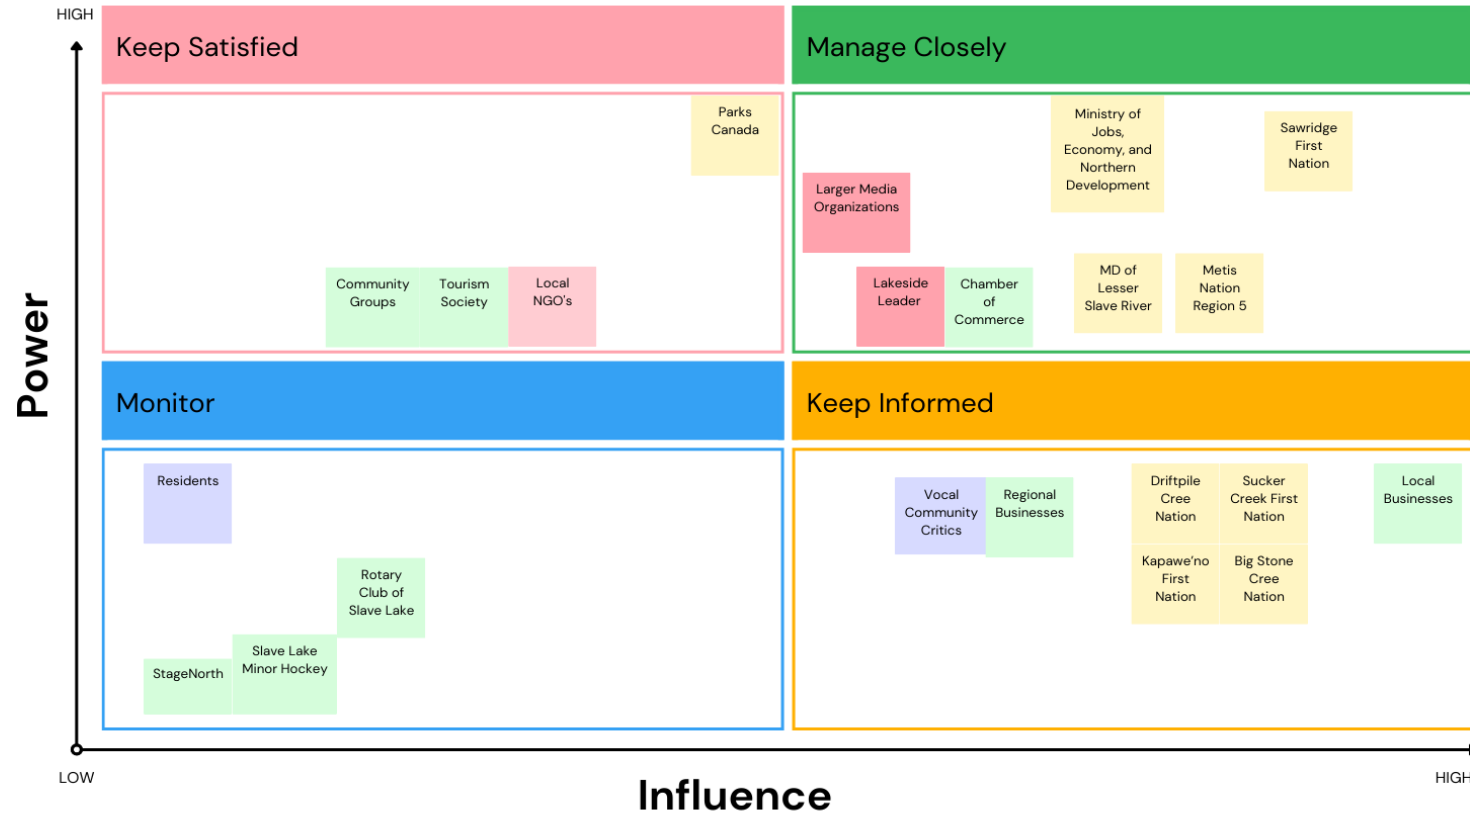 HIGH
Keep Satisfied
Manage Closely
Parks
Canada
Ministry of
Jobs,
Economy, and
Northern
Development
Sawridge
First
Nation
Larger Media
Organizations
Community
Groups
Tourism
Society
Local
NGO's
Lakeside
Leader
Chamber
of
Commerce
MD of
Lesser
Slave River
Metis
Nation
Region 5
Power
Monitor
Keep Informed
Residents
Rotary
Club of
Slave Lake
Slave Lake
Minor Hockey
StageNorth
Vocal
Community
Critics
Regional
Businesses
Driftpile
Cree
Nation
Sucker
Creek First
Nation
Local
Businesses
Kapawe'no
First
Nation
Big Stone
Cree
Nation
LOW
HIGH
Influence